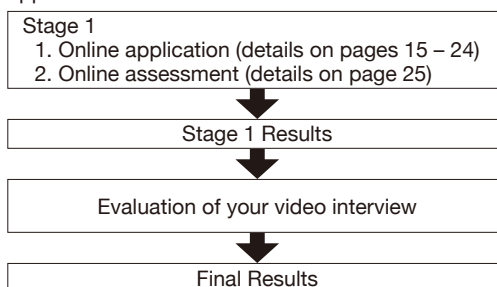 Stage 1
1. Online application (details on pages 15 – 24)
2. Online assessment (details on page 25)
Stage 1 Results
Evaluation of your video interview
Final Results